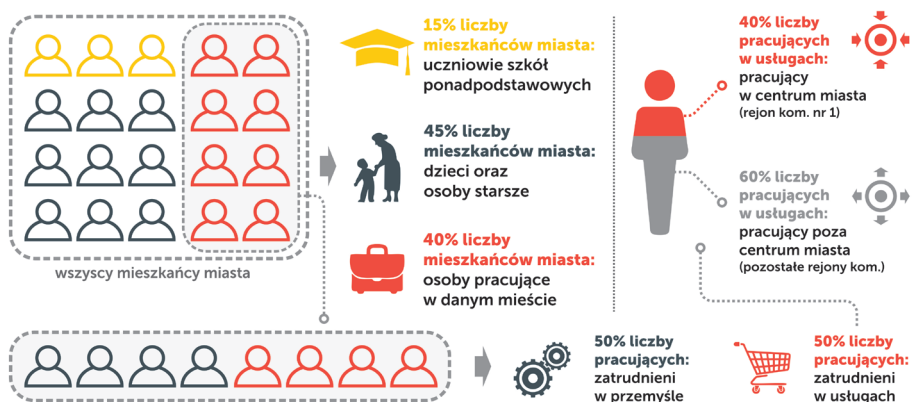 wszyscy mieszkańcy miasta
15% liczby
mieszkańców miasta:
uczniowie szkół
ponadpodstawowych
45% liczby
mieszkańców miasta:
dzieci oraz
osoby starsze
40% liczby
mieszkańców miasta:
osoby pracujące
w danym mieście
40% liczby
pracujących
w usługach:
pracujący
w centrum miasta
(rejon kom. nr 1)
60% liczby
pracujących
w usługach:
pracujący poza
centrum miasta
(pozostałe rejony kom.)
50% liczby
pracujących:
zatrudnieni
w przemyśle
50% liczby
pracujących:
zatrudnieni
w usługach